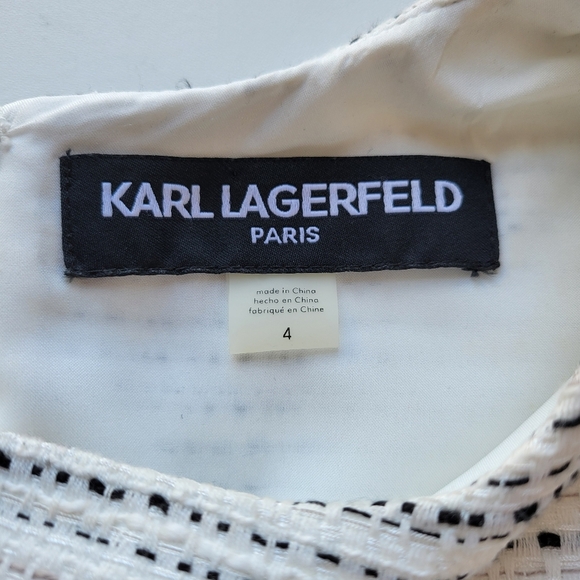 KARL LAGERFELD
PARIS
made in China
hecho en China
fabriqué en Chine
4